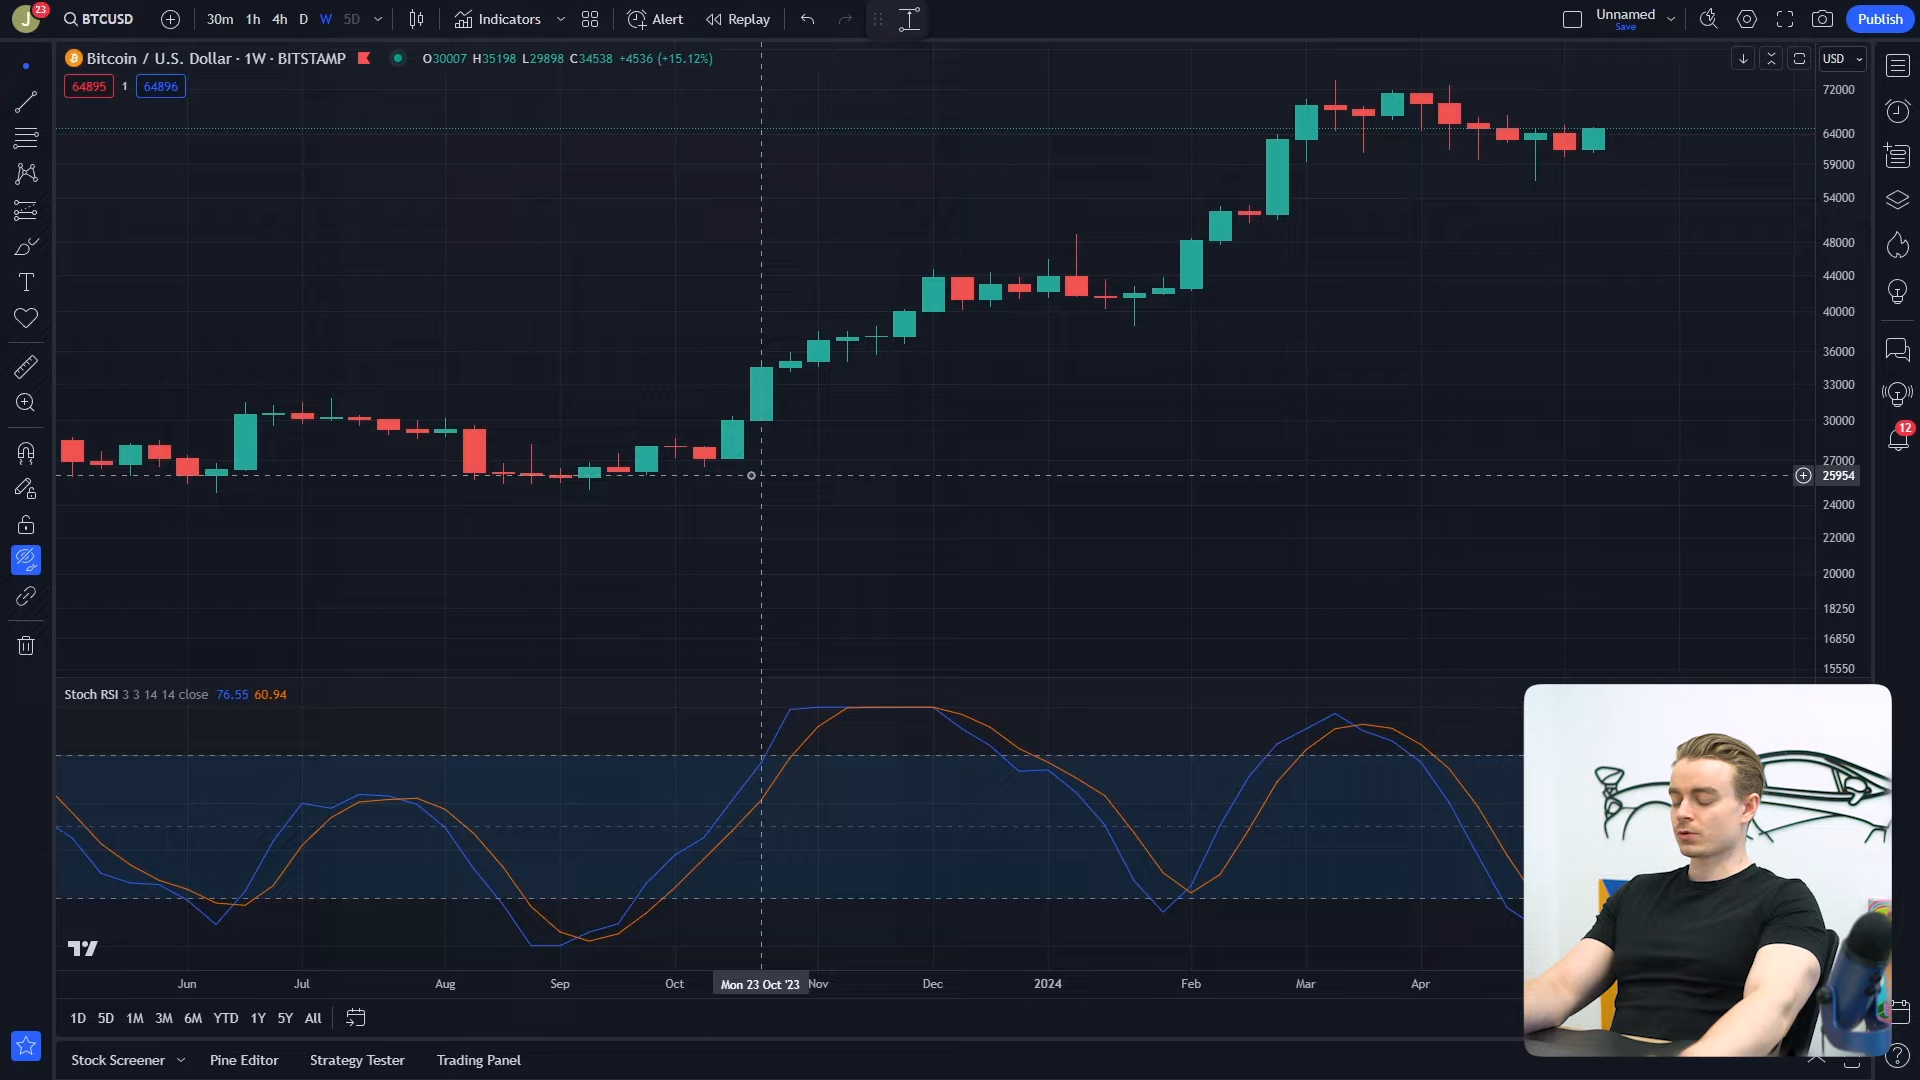 J 23 BTCUSD 30m 1h 4h D W 5D Indicators Alert Replay Unnamed Publish
Save
Bitcoin / U.S. Dollar · 1W · BITSTAMP O30007 H35198 L29898 C34538 +4536 (+15.12%) USD
64895 1 64896
72000
64000
59000
54000
48000
44000
40000
36000
33000
30000
12
27000
25954
24000
22000
20000
18250
16850
15550
Stoch RSI 3 3 14 14 close 76.55 60.94
Jun Jul Aug Sep Oct Mon 23 Oct '23 Nov Dec 2024 Feb Mar Apr
1D 5D 1M 3M 6M YTD 1Y 5Y All
Stock Screener Pine Editor Strategy Tester Trading Panel